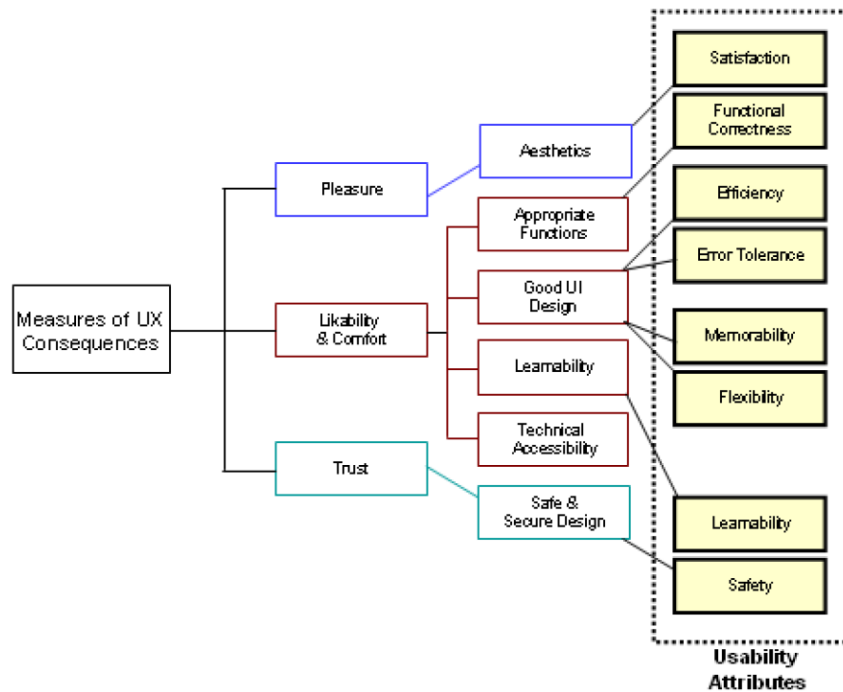 Measures of UX
Consequences
Pleasure
Likability
& Comfort
Trust
Aesthetics
Appropriate
Functions
Good UI
Design
Learnability
Technical
Accessibility
Safe &
Secure Design
Satisfaction
Functional
Correctness
Efficiency
Error Tolerance
Memorability
Flexibility
Learnability
Safety
Usability
Attributes